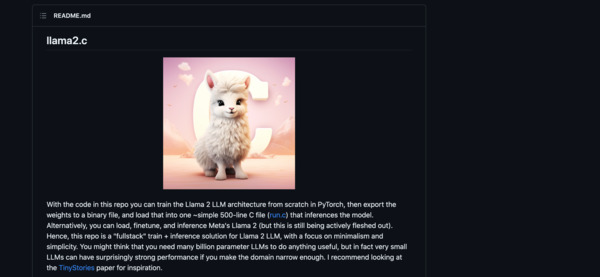 README.md
llama2.c
C
With the code in this repo you can train the Llama 2 LLM architecture from scratch in PyTorch, then export the
weights to a binary file, and load that into one ~simple 500-line C file (run.c) that inferences the model.
Alternatively, you can load, finetune, and inference Meta's Llama 2 (but this is still being actively fleshed out).
Hence, this repo is a "fullstack" train + inference solution for Llama 2 LLM, with a focus on minimalism and
simplicity. You might think that you need many billion parameter LLMs to do anything useful, but in fact very small
LLMs can have surprisingly strong performance if you make the domain narrow enough. I recommend looking at
the TinyStories paper for inspiration.